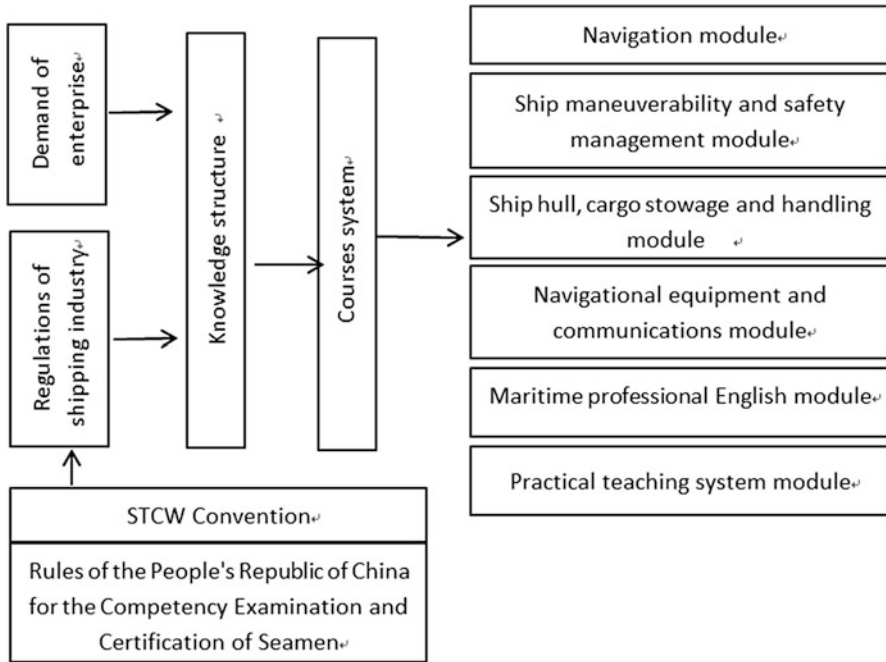 Demand of
enterprise
Regulations of
shipping industry
Knowledge structure
Courses system
Navigation module
Ship maneuverability and safety
management module
Ship hull, cargo stowage and handling
module
Navigational equipment and
communications module
Maritime professional English module
Practical teaching system module
STCW Convention
Rules of the People's Republic of China
for the Competency Examination and
Certification of Seamen